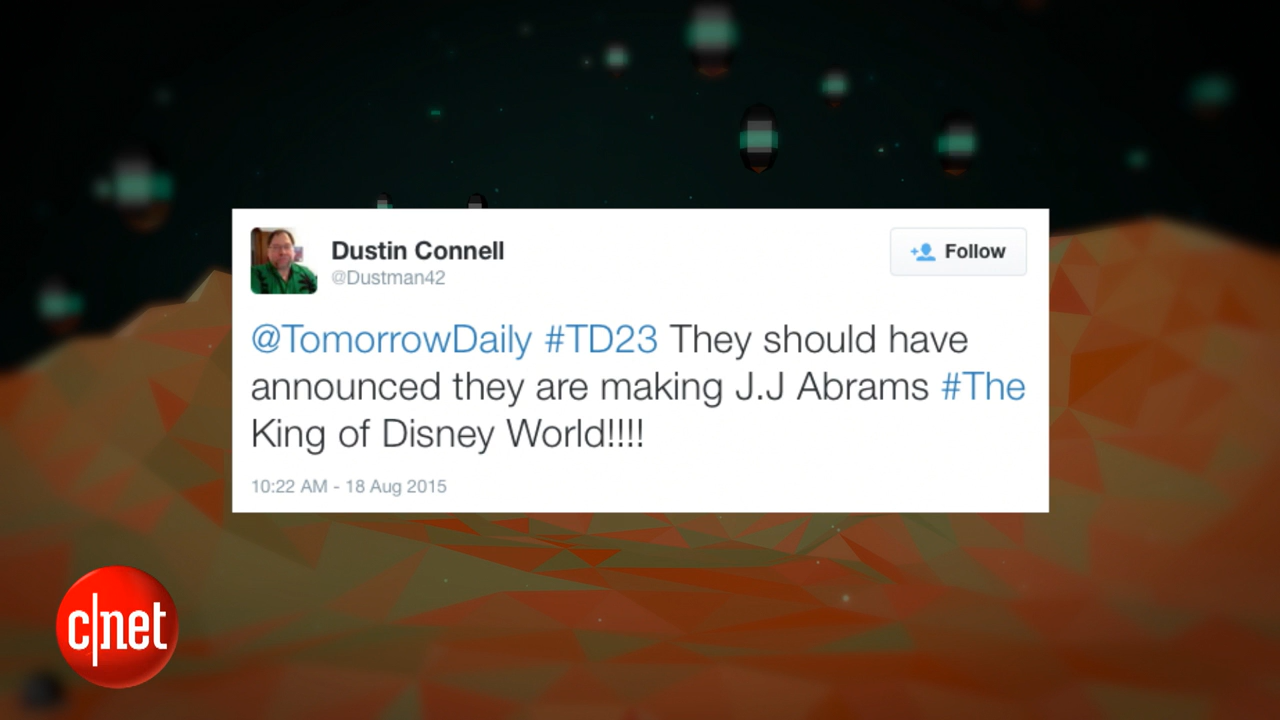 Dustin Connell
@Dustman42
Follow
@TomorrowDaily #TD23 They should have
announced they are making J.J Abrams #The
King of Disney World!!!!
10:22 AM - 18 Aug 2015
c|net